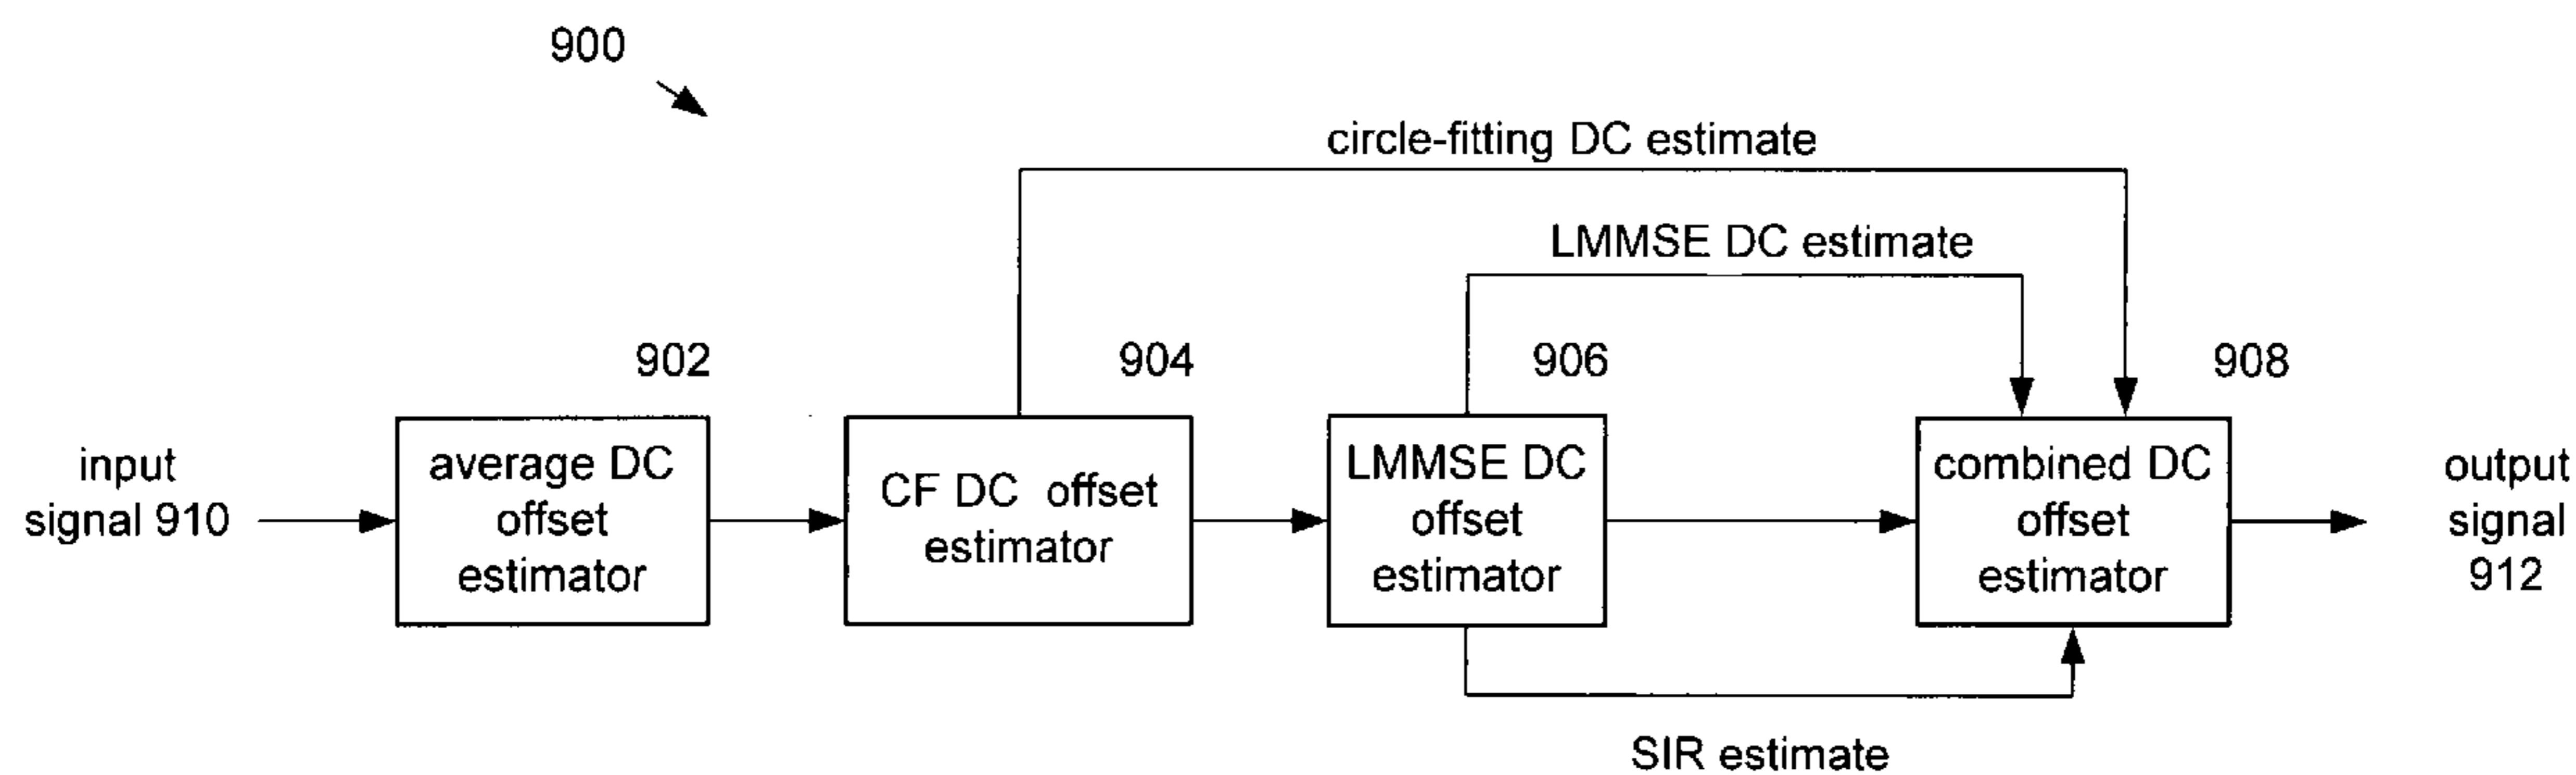 900
circle-fitting DC estimate
LMMSE DC estimate
902
904
906
908
input
signal 910
average DC
offset
estimator
CF DC offset
estimator
LMMSE DC
offset
estimator
combined DC
offset
estimator
output
signal
912
SIR estimate